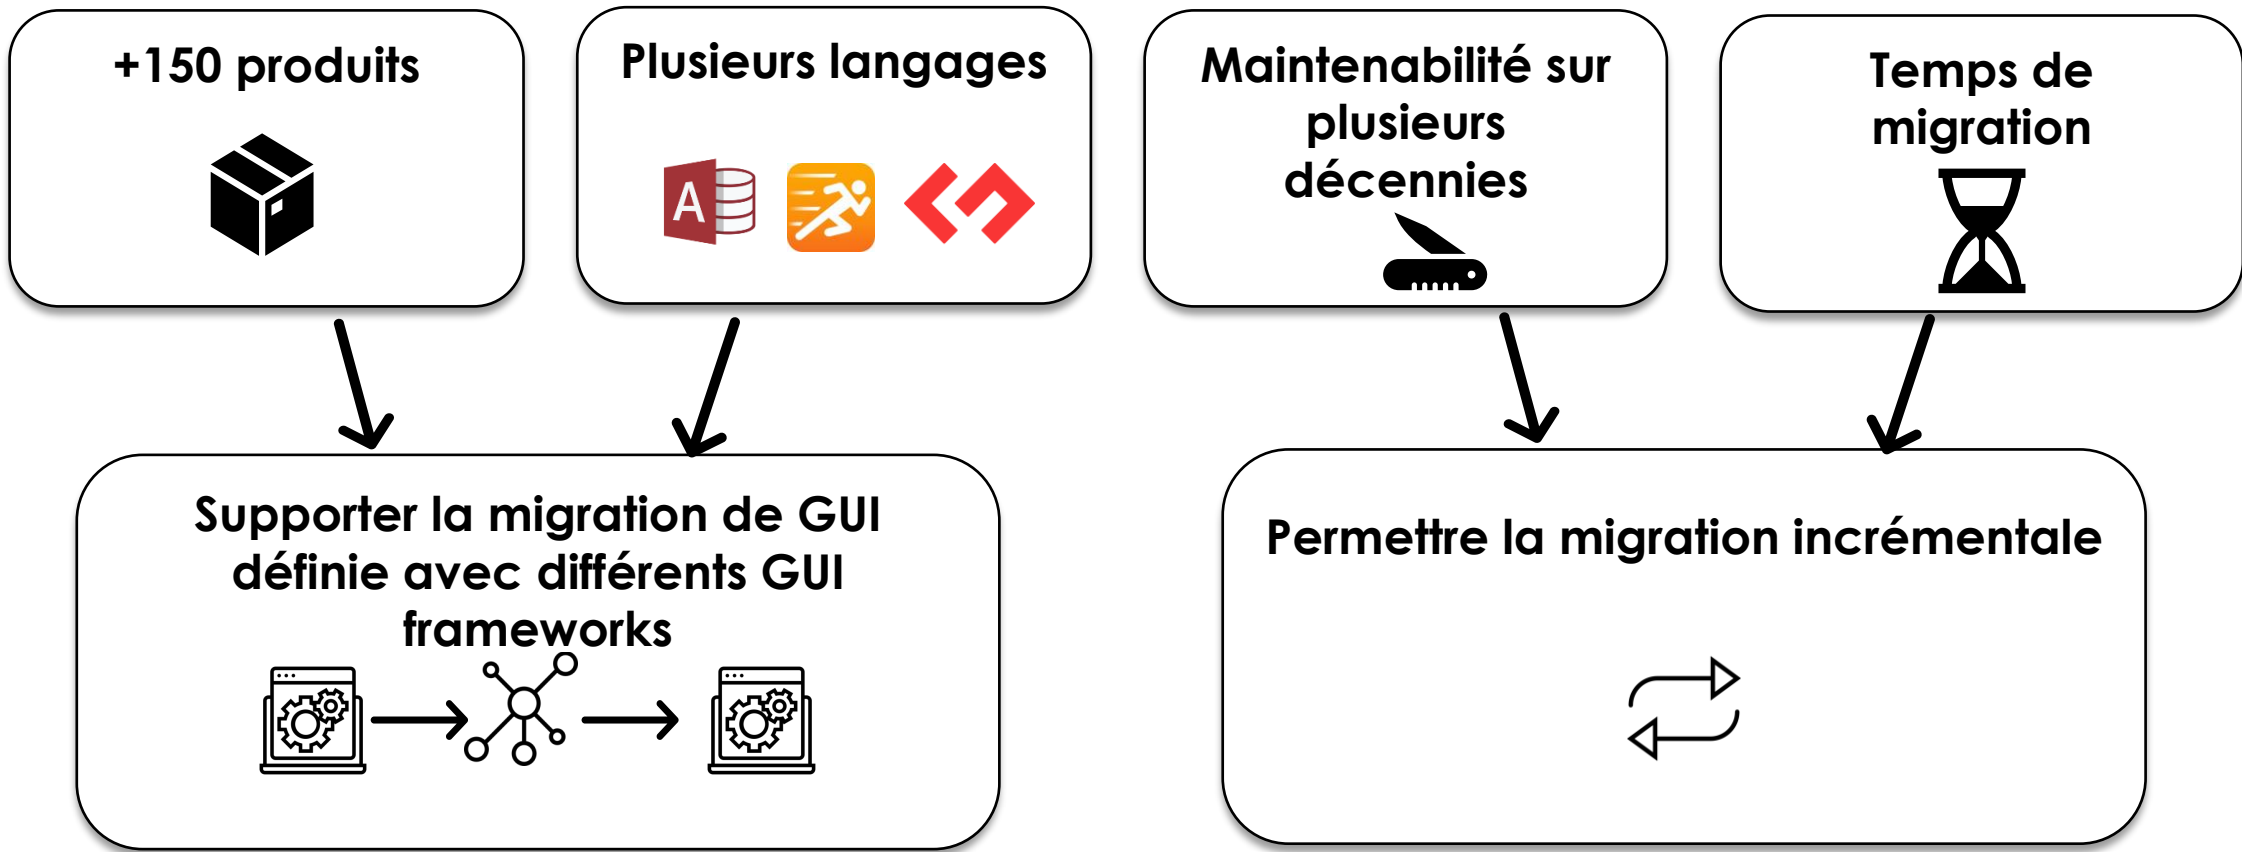 +150 produits
Plusieurs langages
A
Maintenabilité sur
plusieurs
décennies
Temps de
migration
Supporter la migration de GUI
définie avec différents GUI
frameworks
Permettre la migration incrémentale